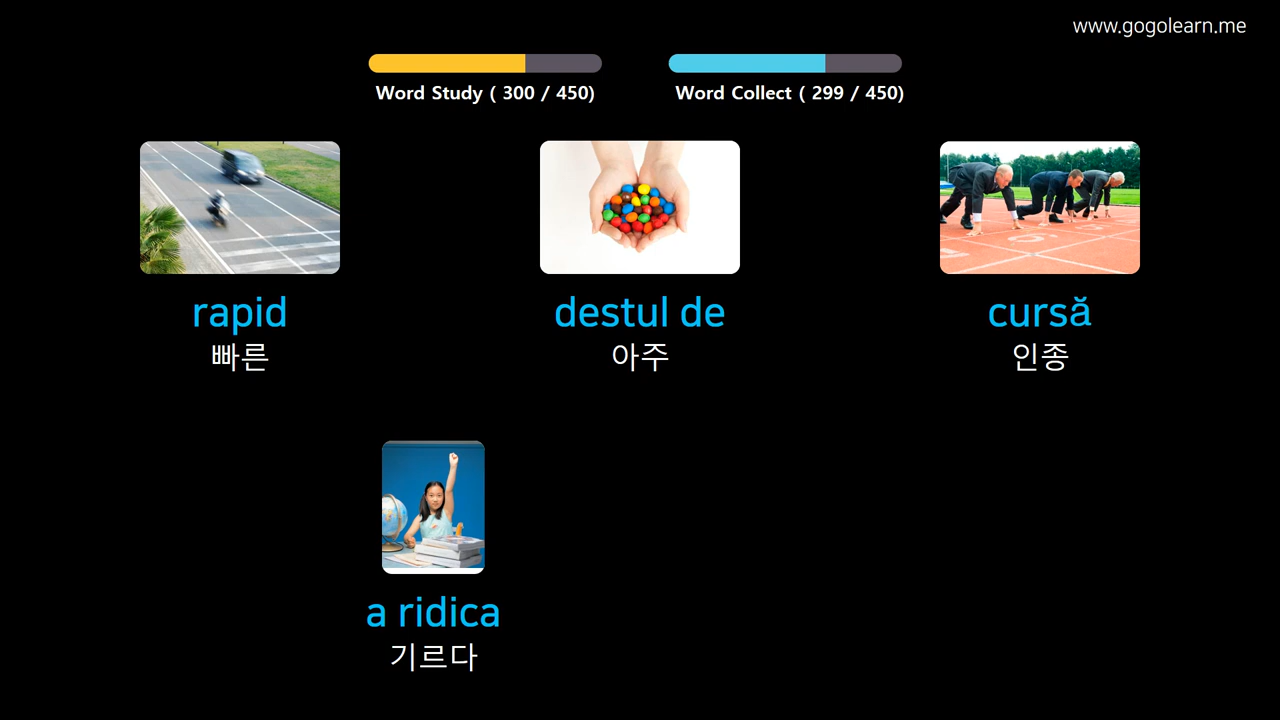 www.gogolearn.me
Word Study ( 300 / 450)
Word Collect ( 299 / 450)
rapid
빠른
destul de
아주
cursă
인종
a ridica
기르다